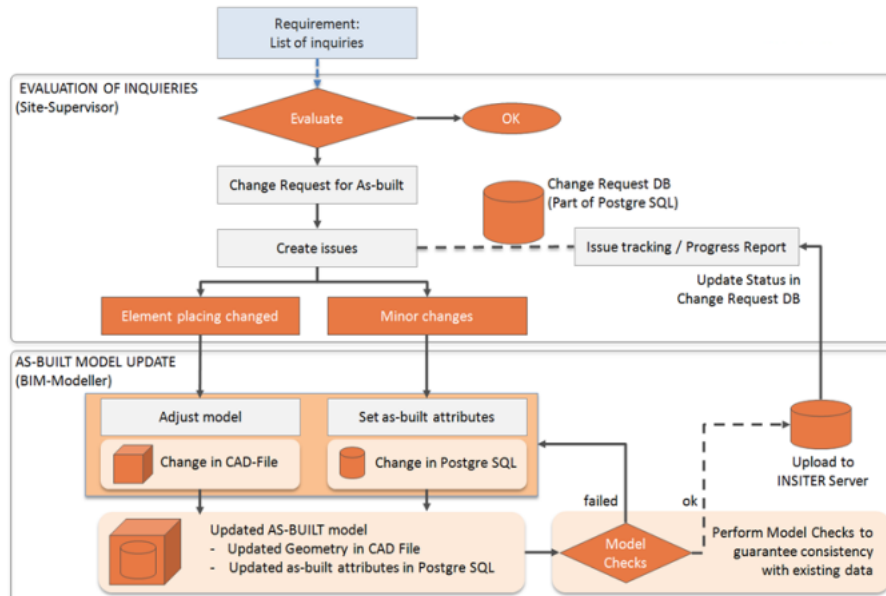 Requirement:
List of inquiries
EVALUATION OF INQUIERIES
(Site-Supervisor)
Evaluate
OK
Change Request for As-built
Change Request DB
(Part of Postgre SQL)
Create issues
Issue tracking / Progress Report
Update Status in
Change Request DB
Element placing changed
Minor changes
AS-BUILT MODEL UPDATE
(BIM-Modeller)
Adjust model
Set as-built attributes
Change in CAD-File
Change in Postgre SQL
Upload to
INSITER Server
failed
ok
Updated AS-BUILT model
- Updated Geometry in CAD File
- Updated as-built attributes in Postgre SQL
Model
Checks
Perform Model Checks to
guarantee consistency
with existing data